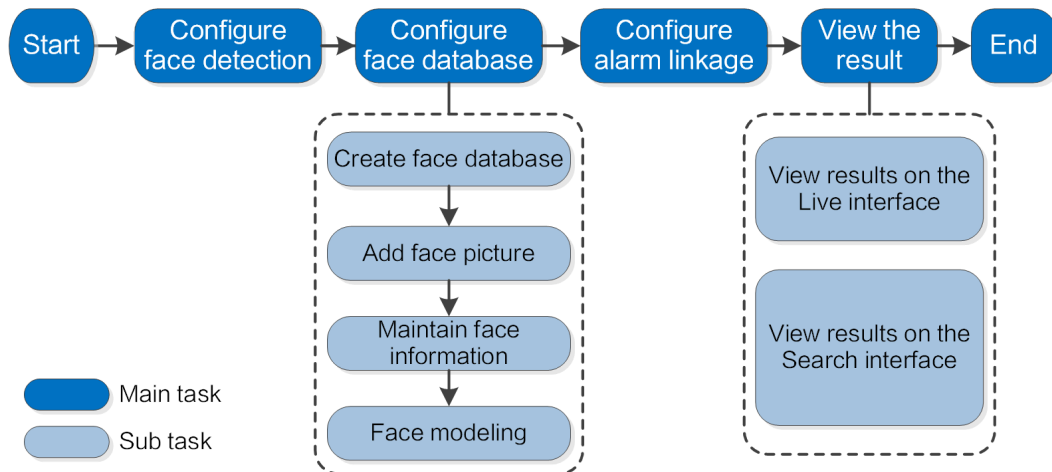 Start
Configure
face detection
Configure
face database
Configure
alarm linkage
View the
result
End
Create face database
Add face picture
Maintain face
information
Face modeling
View results on the
Live interface
View results on the
Search interface
Main task
Sub task